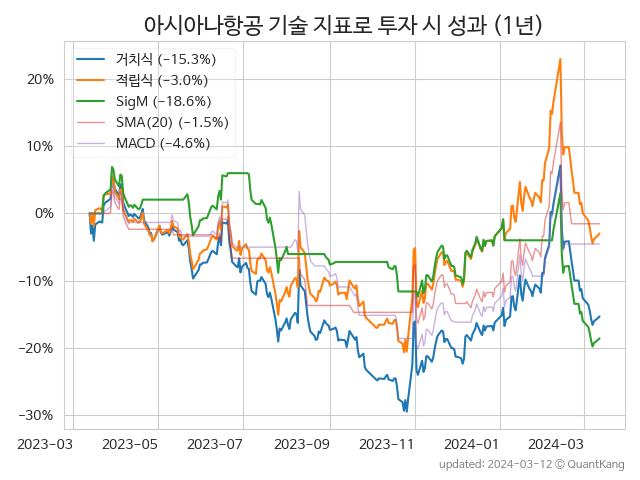 아시아나항공 기술 지표로 투자 시 성과 (1년)
거치식 (−15.3%)
적립식 (−3.0%)
SigM (−18.6%)
SMA(20) (−1.5%)
MACD (−4.6%)
20%
10%
0%
−10%
−20%
−30%
2023-03 2023-05 2023-07 2023-09 2023-11 2024-01 2024-03
updated: 2024-03-12 © QuantKang